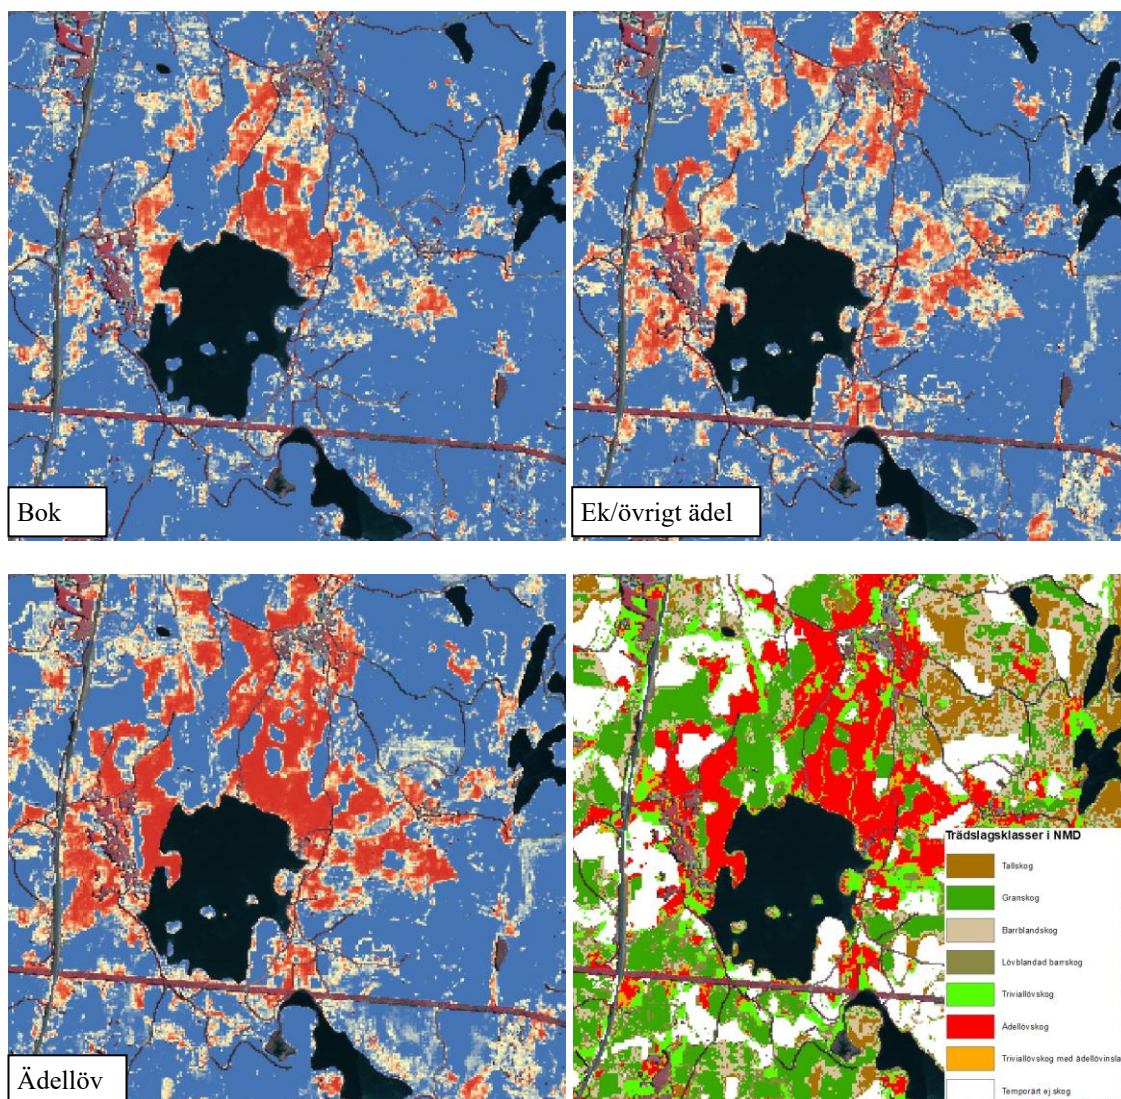 Bok
Ek/övrigt ädel
Ädellöv
Trädslagsklasser i NMD
Tallskog
Granskog
Barrblandskog
Lövblandad barrskog
Triviallövskog
Ädellövskog
Triviallövskog med ädellövinsla
Temporärt ej skog